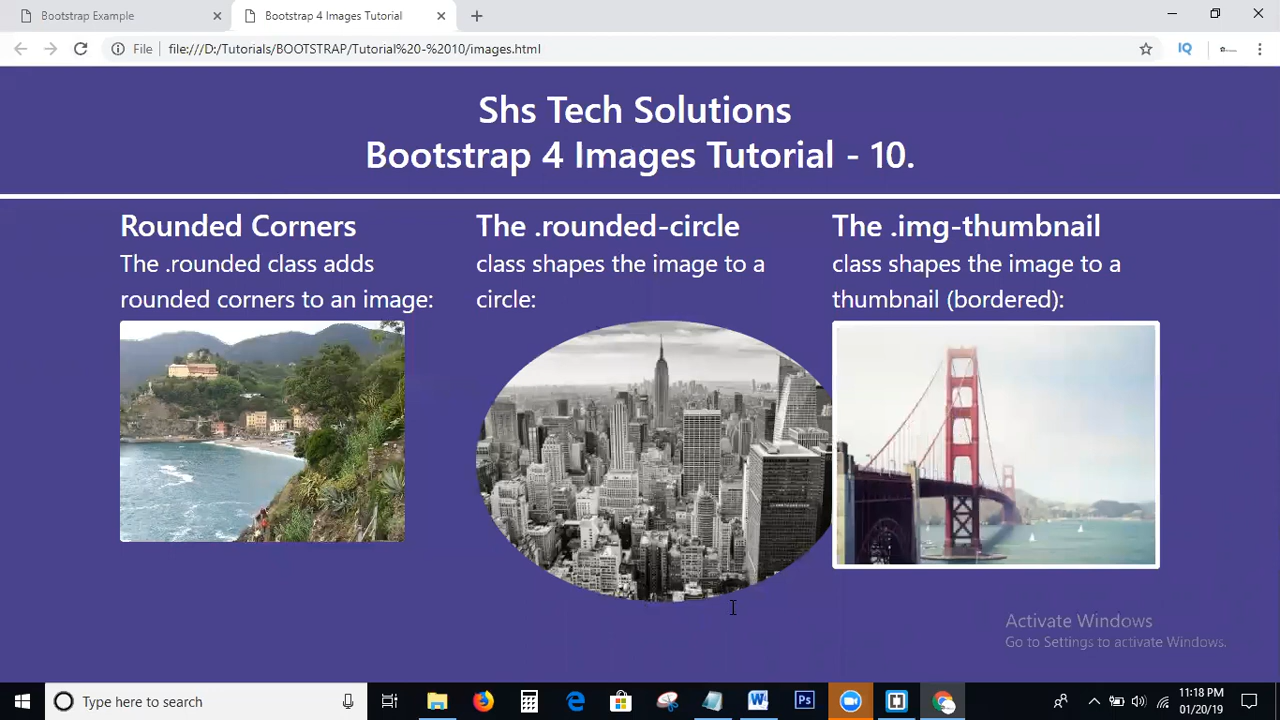 Bootstrap Example
Bootstrap 4 Images Tutorial
File
file:///D:/Tutorials/BOOTSTRAP/Tutorial%20-%2010/images.html
IQ
Shs Tech Solutions
Bootstrap 4 Images Tutorial - 10.
Rounded Corners
The .rounded class adds
rounded corners to an image:
The .rounded-circle
class shapes the image to a
circle:
The .img-thumbnail
class shapes the image to a
thumbnail (bordered):
Activate Windows
Go to Settings to activate Windows.
Type here to search
Ps
11:18 PM
01/20/19